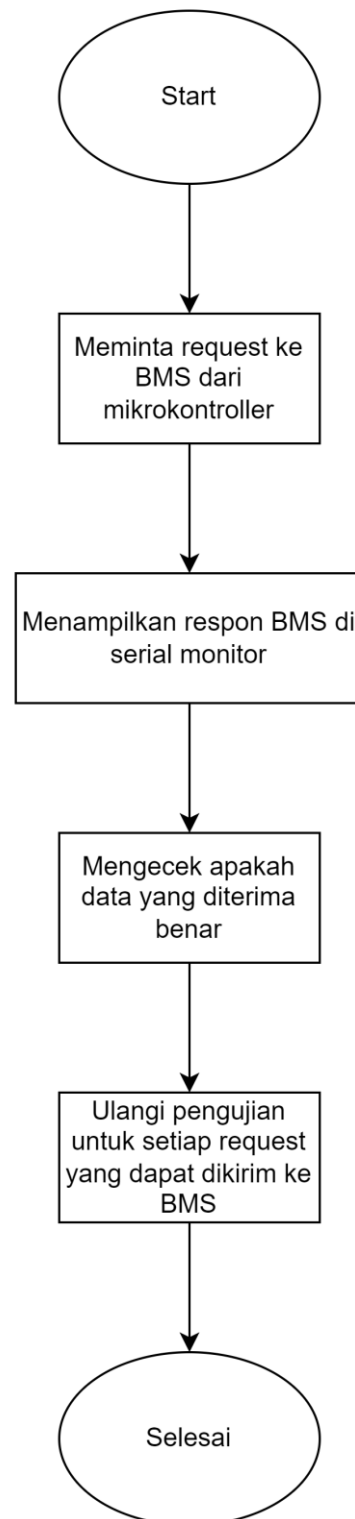 Start
Meminta request ke
BMS dari
mikrokontroller
Menampilkan respon BMS di
serial monitor
Mengecek apakah
data yang diterima
benar
Ulangi pengujian
untuk setiap request
yang dapat dikirim ke
BMS
Selesai